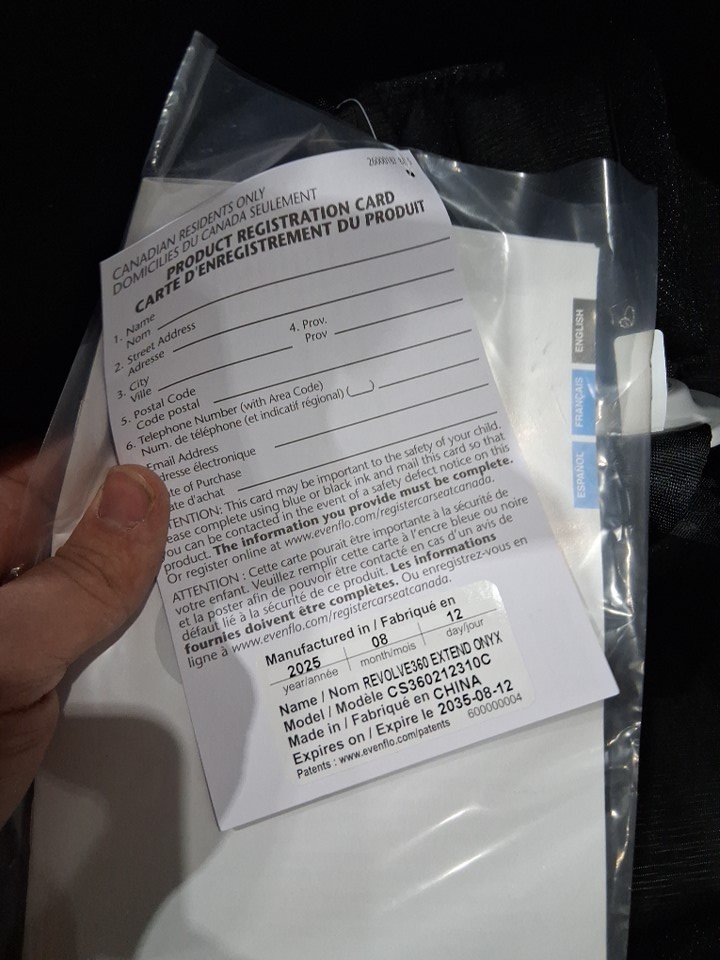 CANADIAN RESIDENTS ONLY
DOMICILIÉS DU CANADA SEULEMENT
PRODUCT REGISTRATION CARD
CARTE D'ENREGISTREMENT DU PRODUIT
1. Name
Nom
2. Street Address
Adresse
4. Prov.
Prov
3. City
Ville
5. Postal Code
Code postal
6. Telephone Number (with Area Code)
Num. de téléphone (et indicatif régional) (__)
Email Address
dresse électronique
te of Purchase
ate d'achat
TENTION: This card may be important to the safety of your child.
ease complete using blue or black ink and mail this card so that
ou can be contacted in the event of a safety defect notice on this
product. The information you provide must be complete.
Or register online at www.evenflo.com/registercarseatcanada.
ATTENTION : Cette carte pourait être importante à la sécurité de
votre enfant. Veuillez remplir cette carte à l'encre bleue ou noire
et la poster afin de pouvoir être contacté en cas d'un avis de
défaut lié à la sécurité de ce produit. Les informations
fournies doivent être complètes. Ou enregistrez-vous en
ligne à www.evenflo.com/registercarseatcanada.
Manufactured in / Fabriqué en
2025 08 12
year/année month/mois day/jour
Name / Nom REVOLVE360 EXTEND ONYX
Model / Modèle CS360212310C
Made in / Fabriqué en CHINA
Expires on / Expire le 2035-08-12
Patents : www.evenflo.com/patents 600000004
ENGLISH
FRANÇAIS
ESPAÑOL